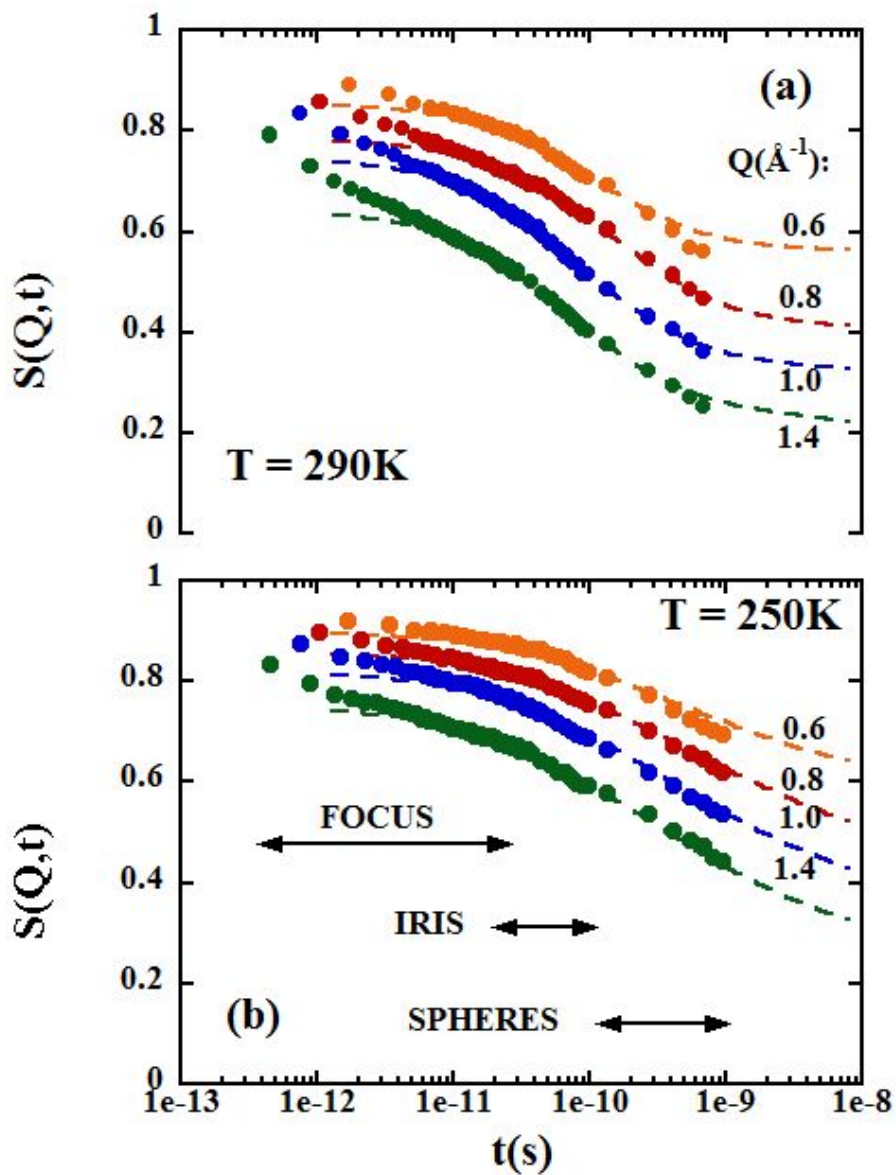 1
(a)
0.8
Q(Å⁻¹):
0.6
0.6
S(Q,t)
0.8
0.4
1.0
1.4
0.2
T = 290K
0
1
T = 250K
0.8
0.6
0.8
0.6
1.0
FOCUS
S(Q,t)
1.4
0.4
IRIS
0.2
(b)
SPHERES
0
1e-13
1e-12
1e-11
1e-10
1e-9
1e-8
t(s)